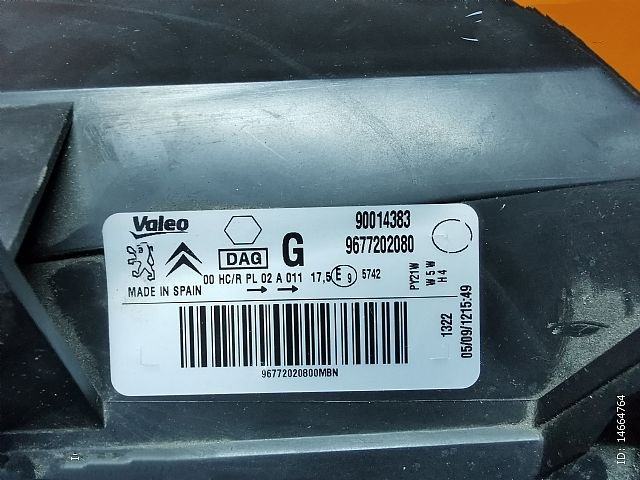 Valeo
DAG
G
90014383
9677202080
00 HC/R PL 02 A 011 17,5 E 9 5742
MADE IN SPAIN
PY21W
W5W
H4
1322
05/09/1215:49
96772020800MBN
ID: 14664764